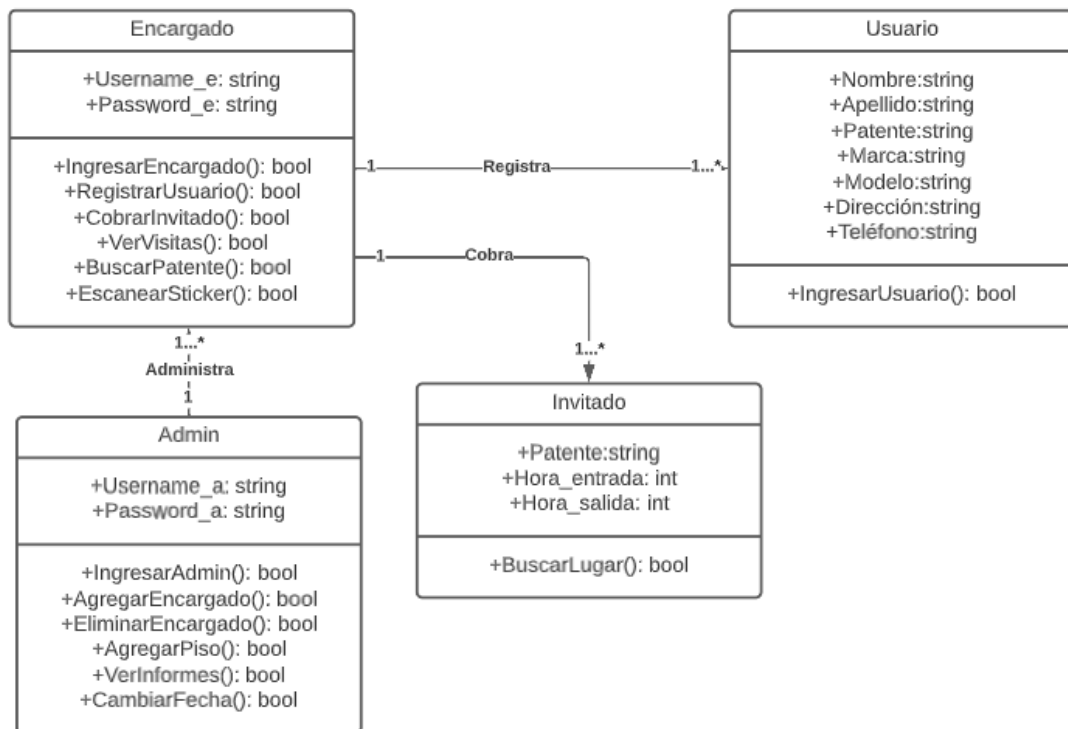 Encargado
+Username_e: string
+Password_e: string
+IngresarEncargado(): bool
+RegistrarUsuario(): bool
+CobrarInvitado(): bool
+VerVisitas(): bool
+BuscarPatente(): bool
+EscanearSticker(): bool
1
Registra
1...*
Usuario
+Nombre:string
+Apellido:string
+Patente:string
+Marca:string
+Modelo:string
+Dirección:string
+Teléfono:string
+IngresarUsuario(): bool
1
Cobra
1...*
Invitado
+Patente:string
+Hora_entrada: int
+Hora_salida: int
+BuscarLugar(): bool
1...*
Administra
1
Admin
+Username_a: string
+Password_a: string
+IngresarAdmin(): bool
+AgregarEncargado(): bool
+EliminarEncargado(): bool
+AgregarPiso(): bool
+VerInformes(): bool
+CambiarFecha(): bool